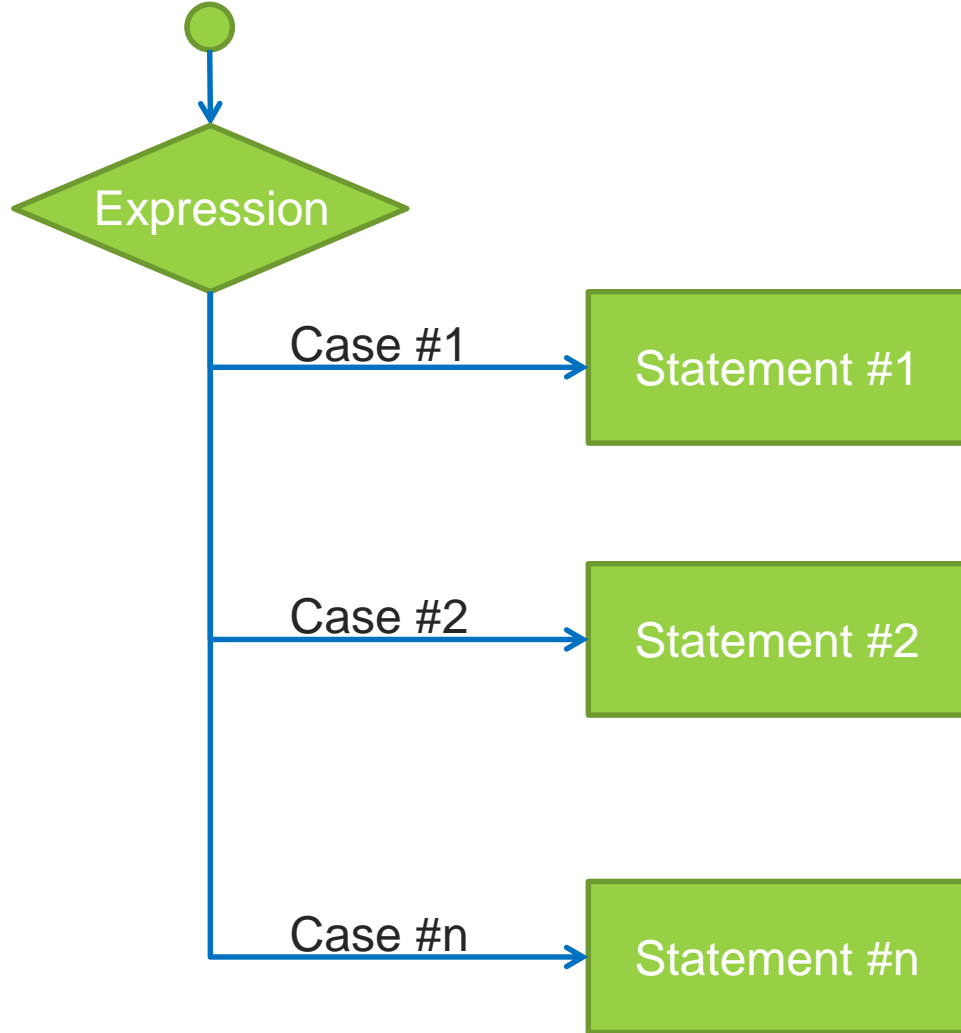 Expression
Case #1
Statement #1
Case #2
Statement #2
Case #n
Statement #n